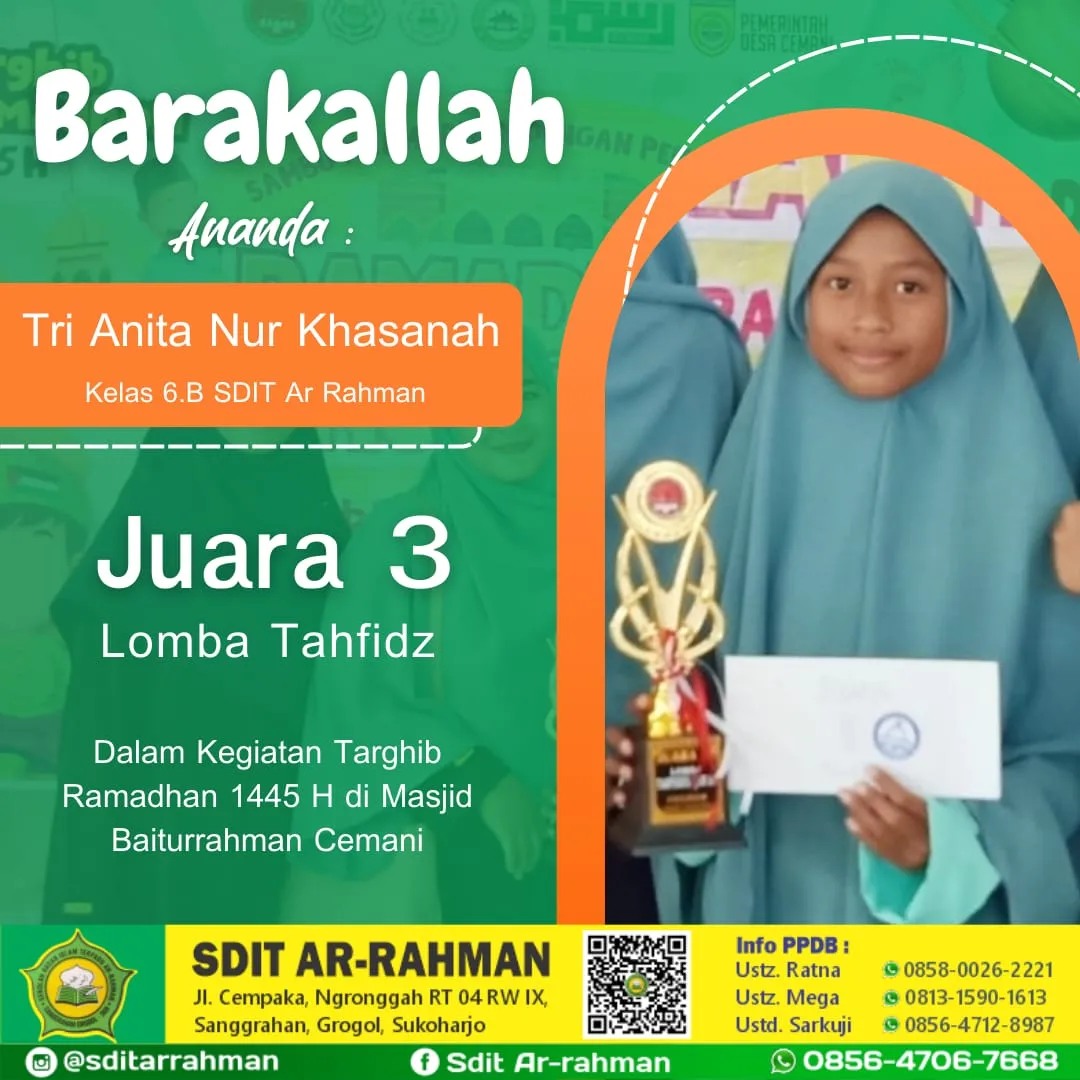 PEMERINTAH
DESA CEMANI
Barakallah
Ananda :
Tri Anita Nur Khasanah
Kelas 6.B SDIT Ar Rahman
Juara 3
Lomba Tahfidz
Dalam Kegiatan Targhib
Ramadhan 1445 H di Masjid
Baiturrahman Cemani
SDIT AR-RAHMAN
Jl. Cempaka, Ngronggah RT 04 RW IX,
Sanggrahan, Grogol, Sukoharjo
Info PPDB :
Ustz. Ratna 0858-0026-2221
Ustz. Mega 0813-1590-1613
Ustd. Sarkuji 0856-4712-8987
@sditarrahman
Sdit Ar-rahman
0856-4706-7668